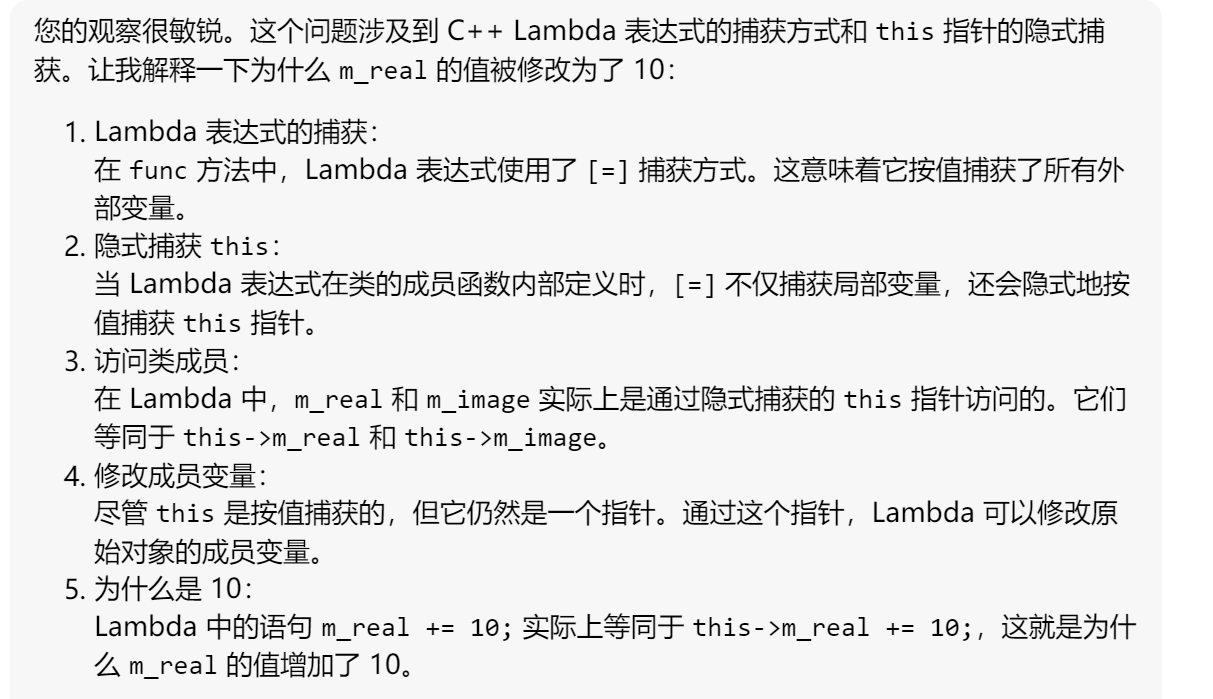 您的观察很敏锐。这个问题涉及到 C++ Lambda 表达式的捕获方式和 this 指针的隐式捕
获。让我解释一下为什么 m_real 的值被修改为了 10：
1. Lambda 表达式的捕获：
在 func 方法中，Lambda 表达式使用了 [=] 捕获方式。这意味着它按值捕获了所有外
部变量。
2. 隐式捕获 this：
当 Lambda 表达式在类的成员函数内部定义时，[=] 不仅捕获局部变量，还会隐式地按
值捕获 this 指针。
3. 访问类成员：
在 Lambda 中，m_real 和 m_image 实际上是通过隐式捕获的 this 指针访问的。它们
等同于 this->m_real 和 this->m_image。
4. 修改成员变量：
尽管 this 是按值捕获的，但它仍然是一个指针。通过这个指针，Lambda 可以修改原
始对象的成员变量。
5. 为什么是 10：
Lambda 中的语句 m_real += 10; 实际上等同于 this->m_real += 10;，这就是为什
么 m_real 的值增加了 10。